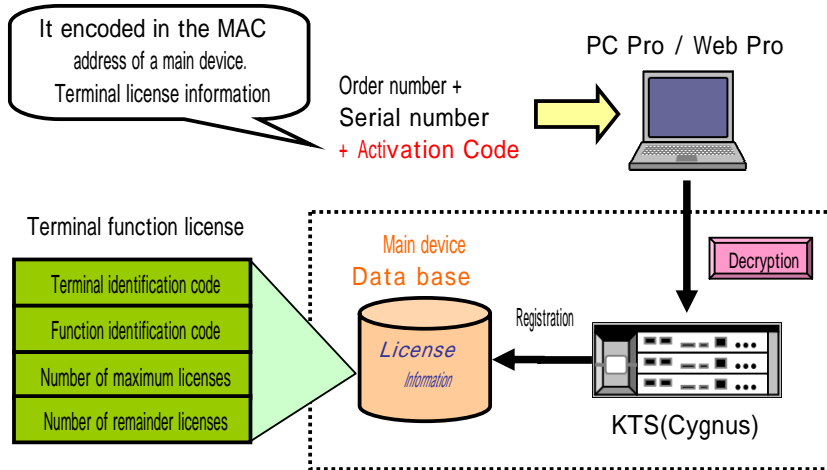 It encoded in the MAC
address of a main device.
Terminal license information
Order number +
Serial number
+ Activation Code
PC Pro / Web Pro
Terminal function license
Terminal identification code
Function identification code
Number of maximum licenses
Number of remainder licenses
Main device
Data base
License
Information
Registration
Decryption
KTS(Cygnus)